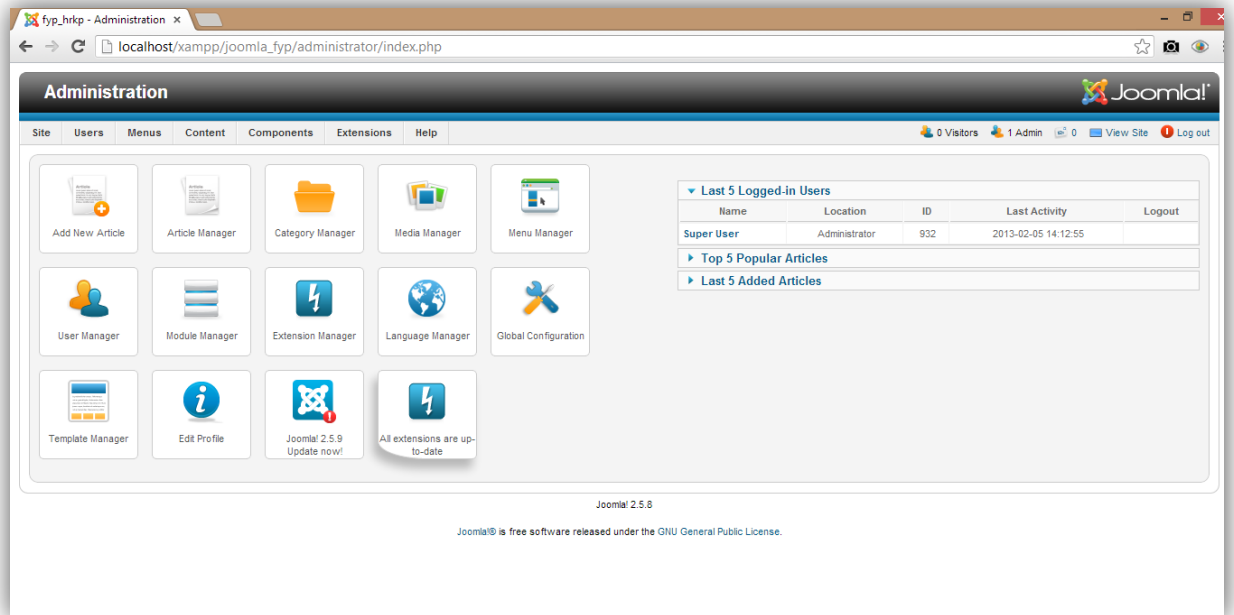 fyp_hrkp - Administration
localhost/xampp/joomla_fyp/administrator/index.php
Administration
Joomla!
Site Users Menus Content Components Extensions Help
0 Visitors 1 Admin 0 View Site Log out
Add New Article
Article Manager
Category Manager
Media Manager
Menu Manager
User Manager
Module Manager
Extension Manager
Language Manager
Global Configuration
Template Manager
Edit Profile
Joomla! 2.5.9
Update now!
All extensions are up-
to-date
Last 5 Logged-in Users
Name Location ID Last Activity Logout
Super User Administrator 932 2013-02-05 14:12:55
Top 5 Popular Articles
Last 5 Added Articles
Joomla! 2.5.8
Joomla!® is free software released under the GNU General Public License.